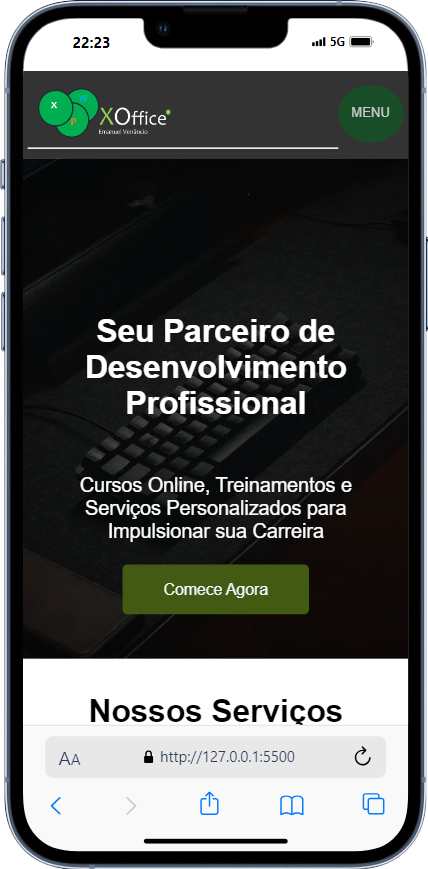 22:23
5G
X
W
P
XOffice
Emanuel Venâncio
MENU
Seu Parceiro de
Desenvolvimento
Profissional
Cursos Online, Treinamentos e
Serviços Personalizados para
Impulsionar sua Carreira
Comece Agora
Nossos Serviços
AA
http://127.0.0.1:5500